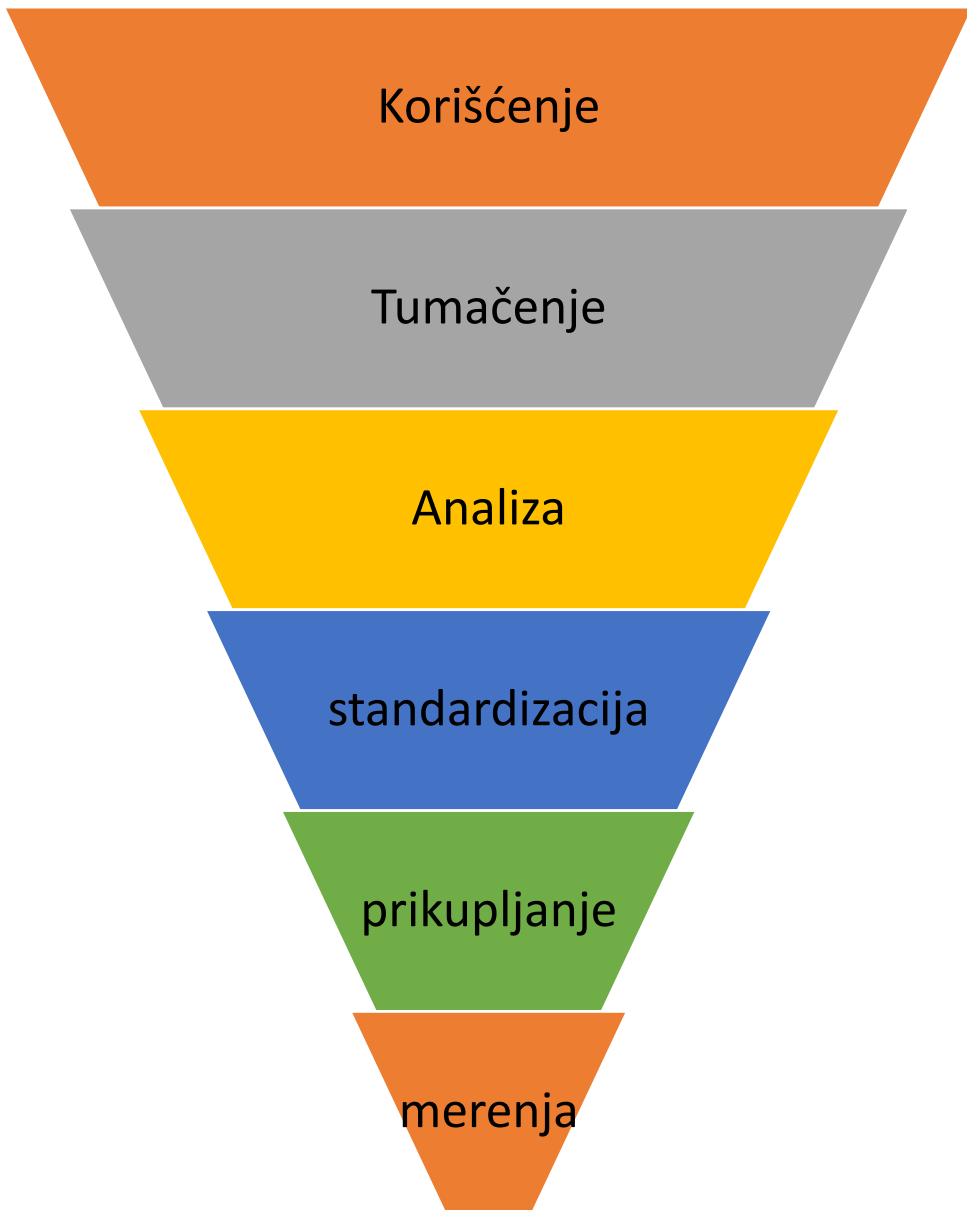 Korišćenje
Tumačenje
Analiza
standardizacija
prikupljanje
merenja